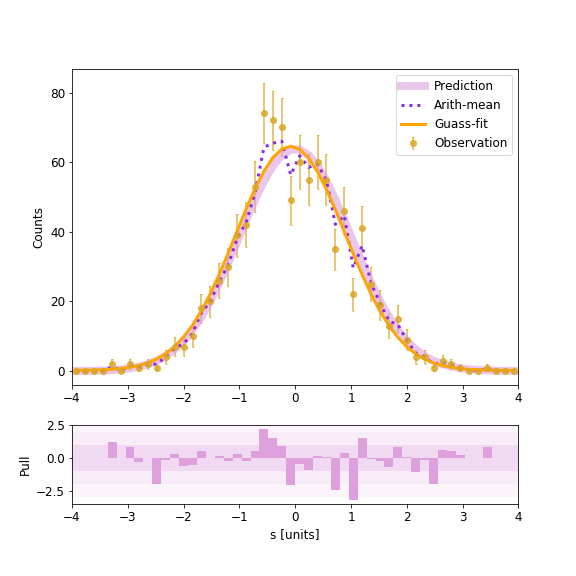 80
60
40
20
0
Counts
Prediction
Arith-mean
Guass-fit
Observation
−4 −3 −2 −1 0 1 2 3 4
2.5
0.0
−2.5
Pull
−4 −3 −2 −1 0 1 2 3 4
s [units]